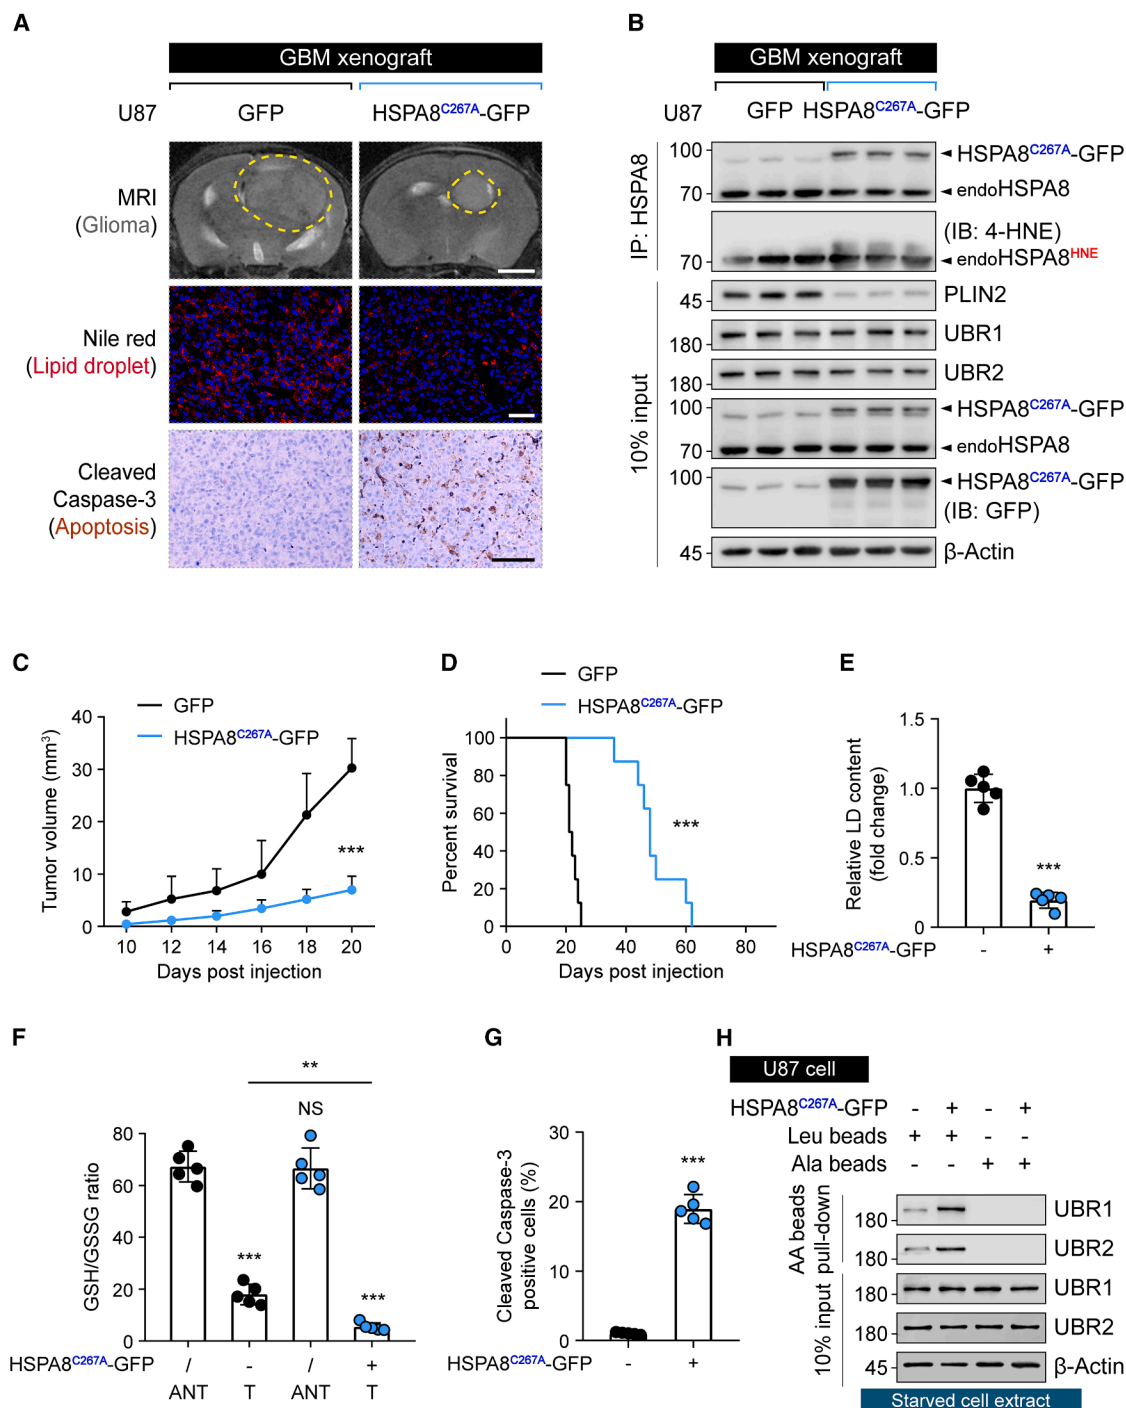 A
GBM xenograft
U87 GFP HSPA8C267A-GFP
MRI
(Glioma)
Nile red
(Lipid droplet)
Cleaved
Caspase-3
(Apoptosis)
B
GBM xenograft
U87 GFP HSPA8C267A-GFP
IP: HSPA8
100
HSPA8C267A-GFP
70
endoHSPA8
(IB: 4-HNE)
70
endoHSPA8HNE
10% input
45
PLIN2
180
UBR1
180
UBR2
100
HSPA8C267A-GFP
70
endoHSPA8
100
HSPA8C267A-GFP
(IB: GFP)
45
β-Actin
C
GFP
HSPA8C267A-GFP
Tumor volume (mm3)
40
30
20
10
0
***
10 12 14 16 18 20
Days post injection
D
GFP
HSPA8C267A-GFP
Percent survival
100
80
60
40
20
0
***
0 20 40 60 80
Days post injection
E
Relative LD content
(fold change)
1.5
1.0
0.5
0
***
HSPA8C267A-GFP - +
F
**
NS
GSH/GSSG ratio
80
60
40
20
0
***
***
HSPA8C267A-GFP / - / +
ANT T ANT T
G
Cleaved Caspase-3
positive cells (%)
30
20
10
0
***
HSPA8C267A-GFP - +
H
U87 cell
HSPA8C267A-GFP - + - +
Leu beads + + - -
Ala beads - - + +
AA beads
pull-down
180
UBR1
180
UBR2
10% input
180
UBR1
180
UBR2
45
β-Actin
Starved cell extract